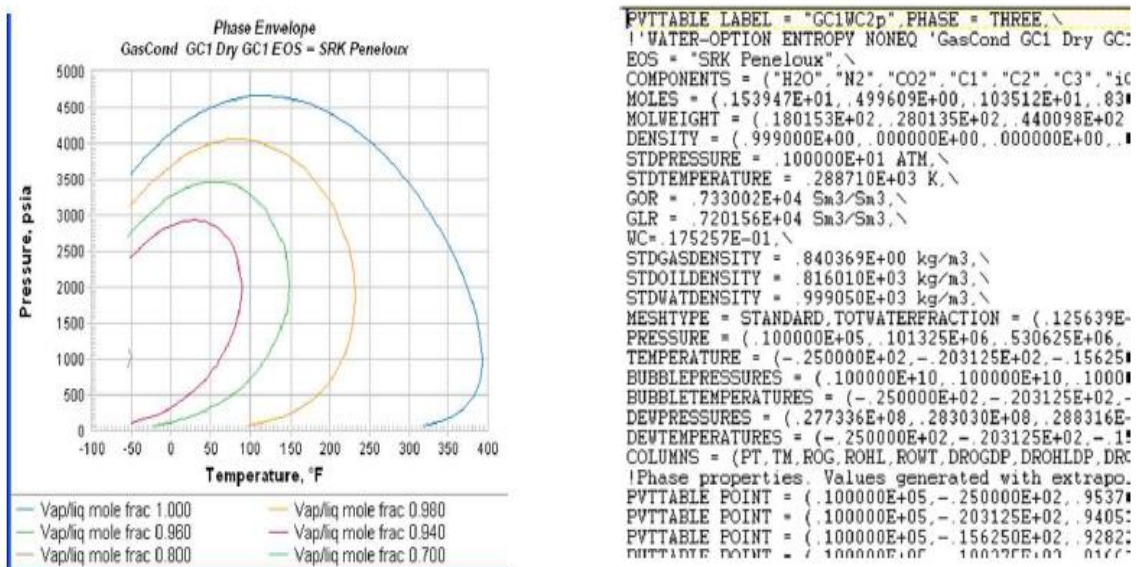 Phase Envelope
GasCond GC1 Dry GC1 EOS = SRK Peneloux
5000
4500
4000
3500
3000
2500
2000
1500
1000
500
0
Pressure, psia
-100 -50 0 50 100 150 200 250 300 350 400
Temperature, °F
Vap/liq mole frac 1.000
Vap/liq mole frac 0.980
Vap/liq mole frac 0.960
Vap/liq mole frac 0.940
Vap/liq mole frac 0.800
Vap/liq mole frac 0.700
PVTTABLE LABEL = "GC1WC2p",PHASE = THREE,\
!'WATER-OPTION ENTROPY NONEQ 'GasCond GC1 Dry GC1
EOS = "SRK Peneloux",\
COMPONENTS = ("H2O","N2","CO2","C1","C2","C3","iC
MOLES = (.153947E+01,.499609E+00,.103512E+01,.83
MOLWEIGHT = (.180153E+02,.280135E+02,.440098E+02
DENSITY = (.999000E+00,.000000E+00,.000000E+00,.
STDPRESSURE = .100000E+01 ATM,\
STDTEMPERATURE = .288710E+03 K,\
GOR = .733002E+04 Sm3/Sm3,\
GLR = .720156E+04 Sm3/Sm3,\
WC=.175257E-01,\
STDGASDENSITY = .840369E+00 kg/m3,\
STDOILDENSITY = .816010E+03 kg/m3,\
STDWATDENSITY = .999050E+03 kg/m3,\
MESHTYPE = STANDARD,TOTWATERFRACTION = (.125639E-
PRESSURE = (.100000E+05,.101325E+06,.530625E+06,
TEMPERATURE = (-.250000E+02,-.203125E+02,-.15625
BUBBLEPRESSURES = (.100000E+10,.100000E+10,.1000
BUBBLETEMPERATURES = (-.250000E+02,-.203125E+02,-
DEWPRESSURES = (.277336E+08,.283030E+08,.288316E
DEWTEMPERATURES = (-.250000E+02,-.203125E+02,-.1
COLUMNS = (PT,TM,ROG,ROHL,ROWT,DROGDP,DROHLDP,DRO
!Phase properties. Values generated with extrapo
PVTTABLE POINT = (.100000E+05,-.250000E+02,.9537
PVTTABLE POINT = (.100000E+05,-.203125E+02,.9405
PVTTABLE POINT = (.100000E+05,-.156250E+02,.9282